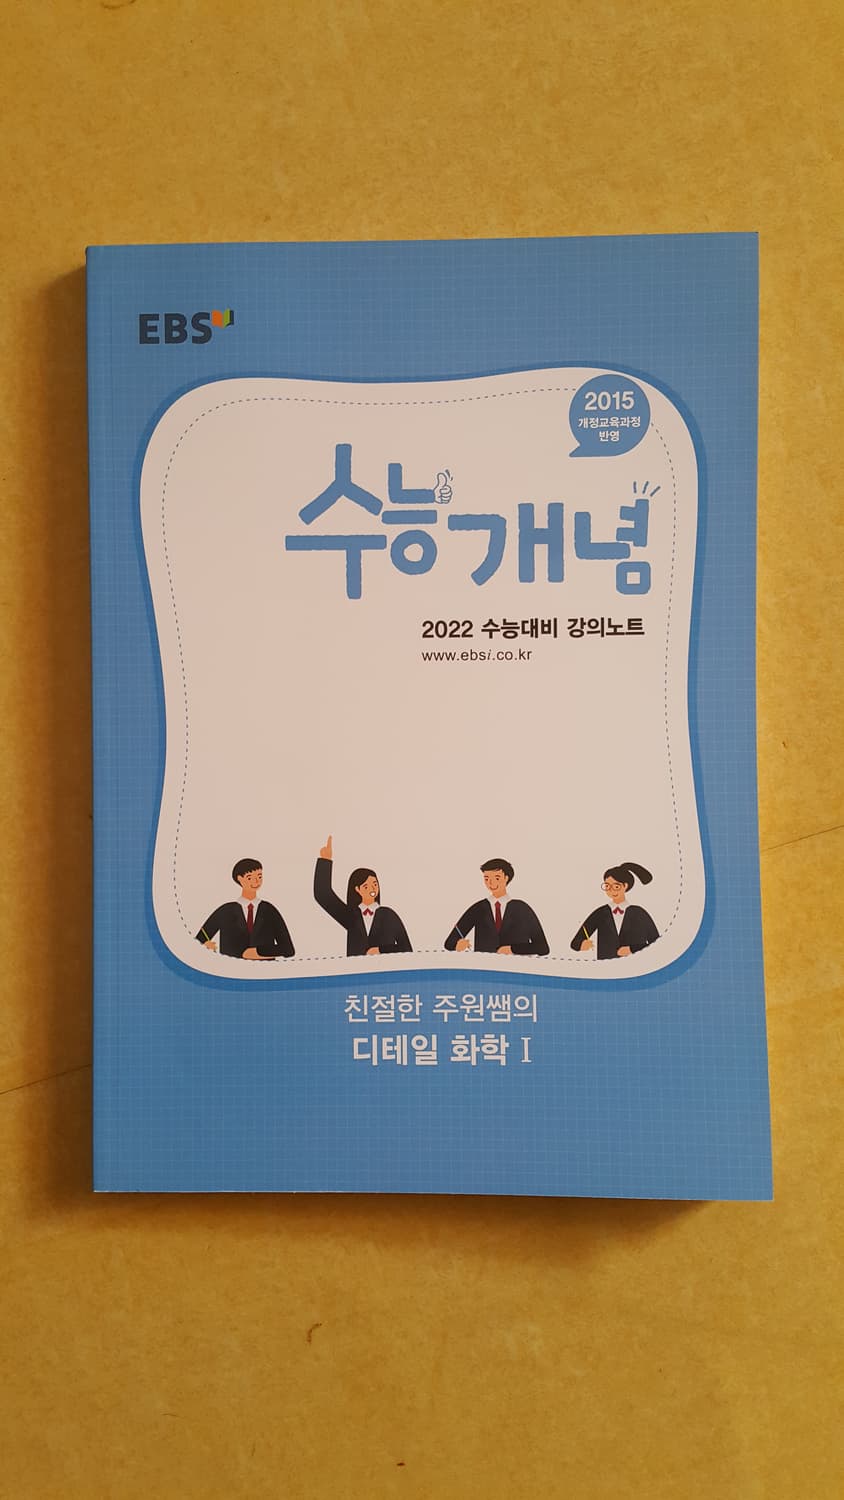 EBS
2015
개정교육과정
반영
수능개념
2022 수능대비 강의노트
www.ebsi.co.kr
친절한 주원쌤의
디테일 화학 I